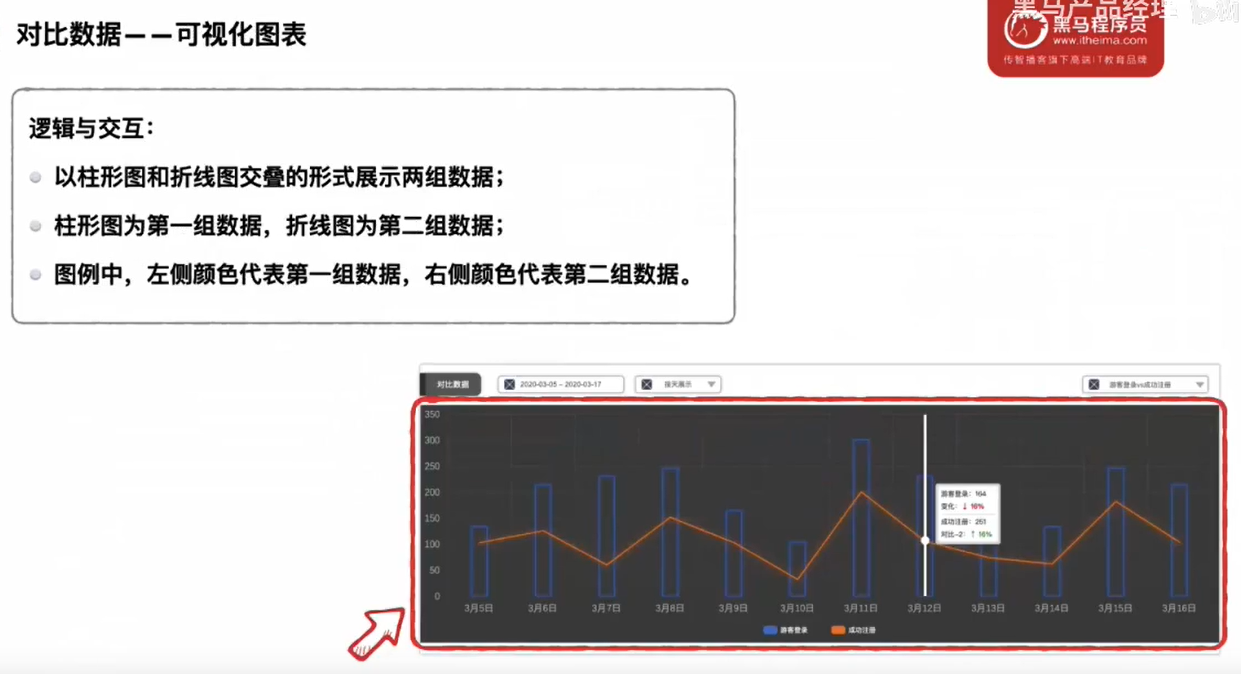 对比数据——可视化图表
黑马产品经理
黑马程序员
www.itheima.com
传智播客旗下高端IT教育品牌
逻辑与交互：
以柱形图和折线图交叠的形式展示两组数据；
柱形图为第一组数据，折线图为第二组数据；
图例中，左侧颜色代表第一组数据，右侧颜色代表第二组数据。
对比数据
2020-03-05 ~ 2020-03-17
按天展示
游客登录vs成功注册
350
300
250
200
150
100
50
0
游客登录：164
变化：↓ 16%
成功注册：261
对比-2：↑ 16%
3月5日 3月6日 3月7日 3月8日 3月9日 3月10日 3月11日 3月12日 3月13日 3月14日 3月15日 3月16日
游客登录 成功注册